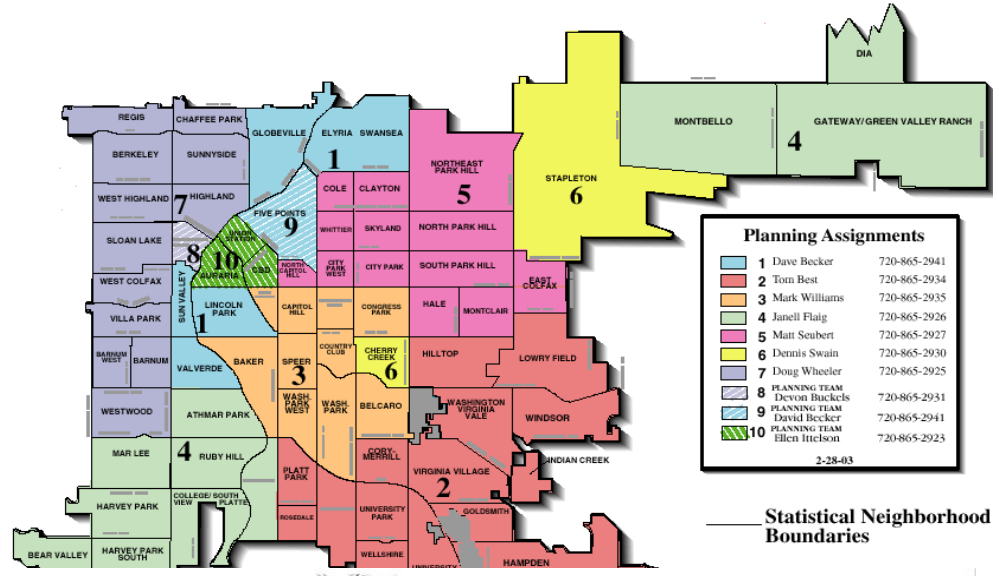 DIA
REGIS
CHAFFEE PARK
GLOBEVILLE
ELYRIA SWANSEA
MONTBELLO
GATEWAY/GREEN VALLEY RANCH
4
BERKELEY
SUNNYSIDE
1
NORTHEAST
PARK HILL
5
STAPLETON
6
COLE
CLAYTON
WEST HIGHLAND
7
HIGHLAND
FIVE POINTS
9
WHITTIER
SKYLAND
NORTH PARK HILL
SLOAN LAKE
8
UNION
STATION
10
AURARIA
CBD
NORTH
CAPITOL
HILL
CITY
PARK
WEST
CITY PARK
SOUTH PARK HILL
EAST
COLFAX
WEST COLFAX
SUN VALLEY
1
LINCOLN
PARK
CAPITOL
HILL
CONGRESS
PARK
HALE
MONTCLAIR
VILLA PARK
BARNUM
WEST
BARNUM
VALVERDE
BAKER
SPEER
3
COUNTRY
CLUB
CHERRY
CREEK
6
HILLTOP
LOWRY FIELD
WESTWOOD
ATHMAR PARK
WASH.
PARK
WEST
WASH.
PARK
BELCARO
WASHINGTON
VIRGINIA
VALE
WINDSOR
MAR LEE
4
RUBY HILL
PLATT
PARK
CORY-
MERRILL
VIRGINIA VILLAGE
2
INDIAN CREEK
HARVEY PARK
COLLEGE/
VIEW
SOUTH
PLATTE
ROSEDALE
UNIVERSITY
PARK
GOLDSMITH
BEAR VALLEY
HARVEY PARK
SOUTH
WELLSHIRE
UNIVERSITY
HAMPDEN
Planning Assignments
1 Dave Becker 720-865-2941
2 Tom Best 720-865-2934
3 Mark Williams 720-865-2935
4 Janell Flaig 720-865-2926
5 Matt Seubert 720-865-2927
6 Dennis Swain 720-865-2930
7 Doug Wheeler 720-865-2925
8 PLANNING TEAM
Devon Buckels 720-865-2931
9 PLANNING TEAM
David Becker 720-865-2941
10 PLANNING TEAM
Ellen Ittelson 720-865-2923
2-28-03
Statistical Neighborhood
Boundaries